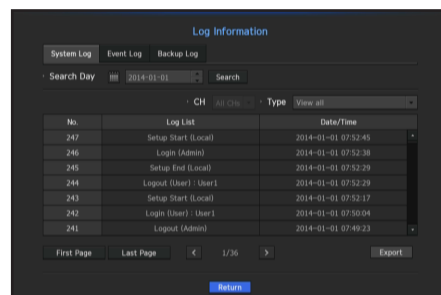 Log Information
System Log Event Log Backup Log
· Search Day 2014-01-01 Search
· CH All CHs · Type View all
No. Log List Date/Time
247 Setup Start (Local) 2014-01-01 07:52:45
246 Login (Admin) 2014-01-01 07:52:38
245 Setup End (Local) 2014-01-01 07:52:29
244 Logout (User) : User1 2014-01-01 07:52:29
243 Setup Start (Local) 2014-01-01 07:52:17
242 Login (User) : User1 2014-01-01 07:50:04
241 Logout (Admin) 2014-01-01 07:49:23
First Page Last Page < 1/36 > Export
Return